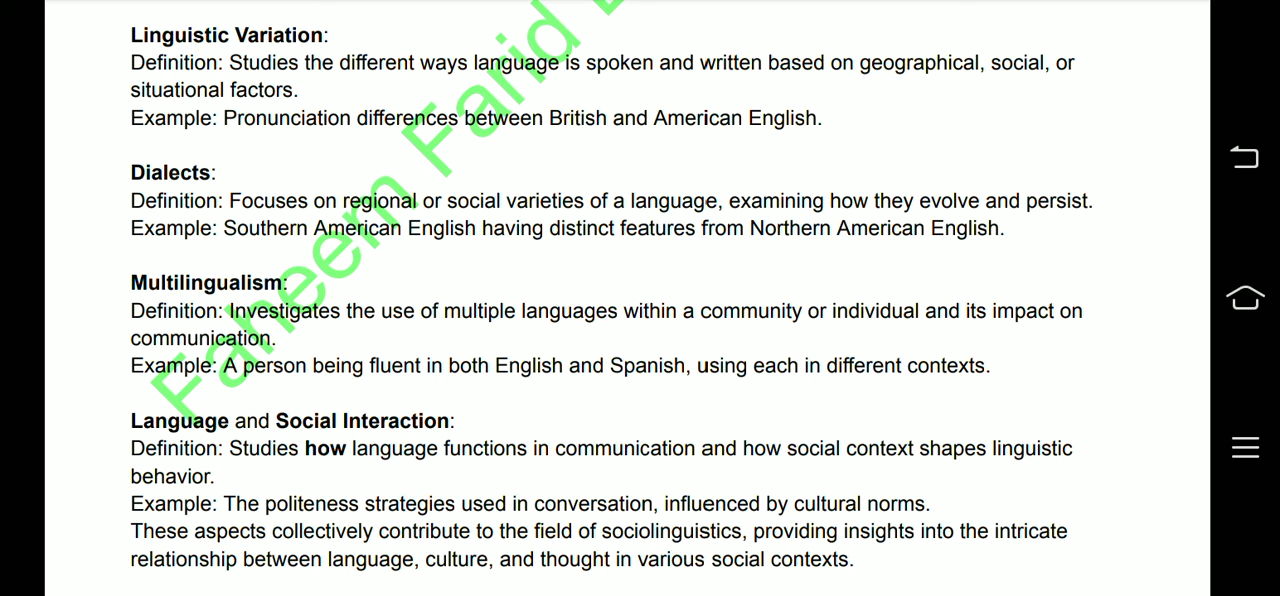 Linguistic Variation:
Definition: Studies the different ways language is spoken and written based on geographical, social, or
situational factors.
Example: Pronunciation differences between British and American English.
Dialects:
Definition: Focuses on regional or social varieties of a language, examining how they evolve and persist.
Example: Southern American English having distinct features from Northern American English.
Multilingualism:
Definition: Investigates the use of multiple languages within a community or individual and its impact on
communication.
Example: A person being fluent in both English and Spanish, using each in different contexts.
Language and Social Interaction:
Definition: Studies how language functions in communication and how social context shapes linguistic
behavior.
Example: The politeness strategies used in conversation, influenced by cultural norms.
These aspects collectively contribute to the field of sociolinguistics, providing insights into the intricate
relationship between language, culture, and thought in various social contexts.
Faheem Farid